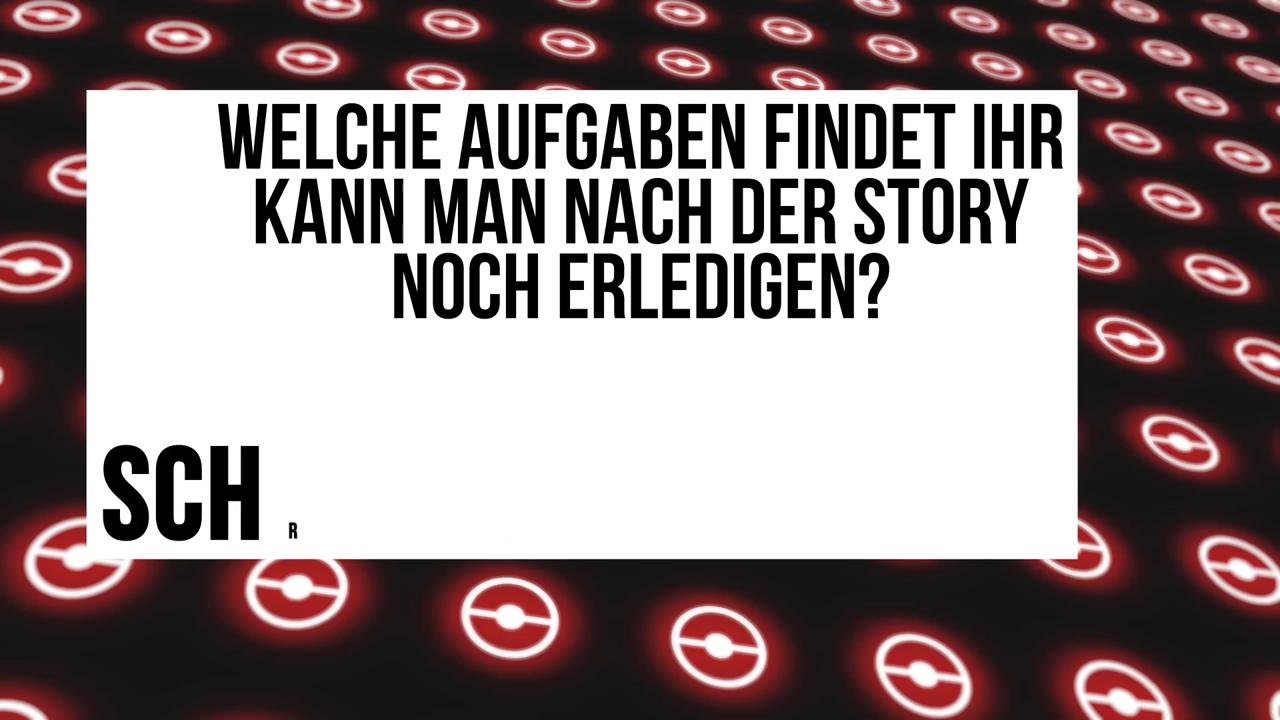 WELCHE AUFGABEN FINDET IHR
KANN MAN NACH DER STORY
NOCH ERLEDIGEN?
SCH R